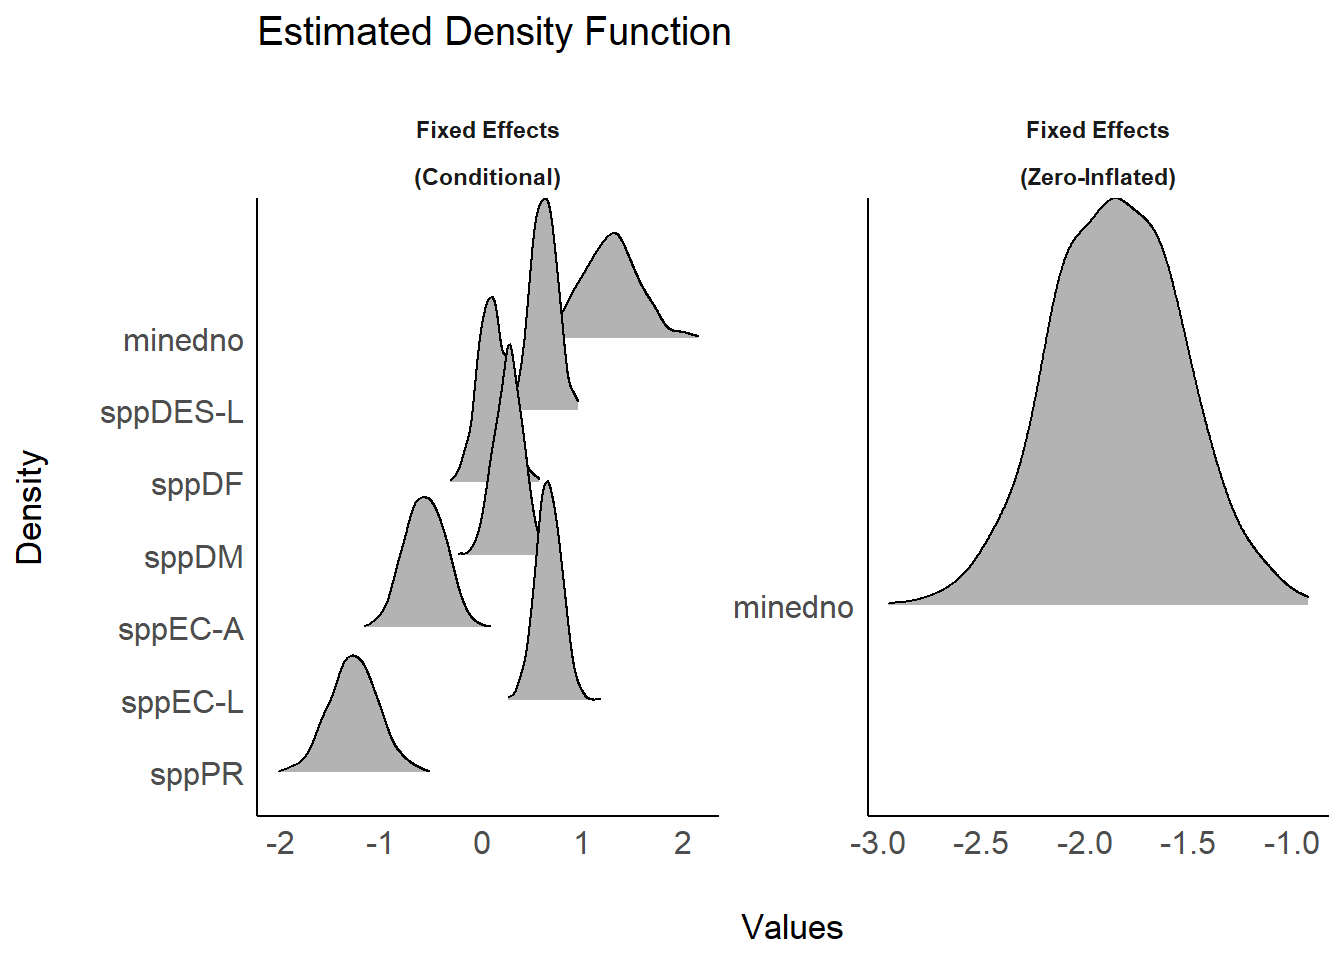 Estimated Density Function
Fixed Effects
(Conditional)
Fixed Effects
(Zero-Inflated)
Density
minedno
sppDES-L
sppDF
sppDM
sppEC-A
sppEC-L
sppPR
minedno
-2 -1 0 1 2
-3.0 -2.5 -2.0 -1.5 -1.0
Values